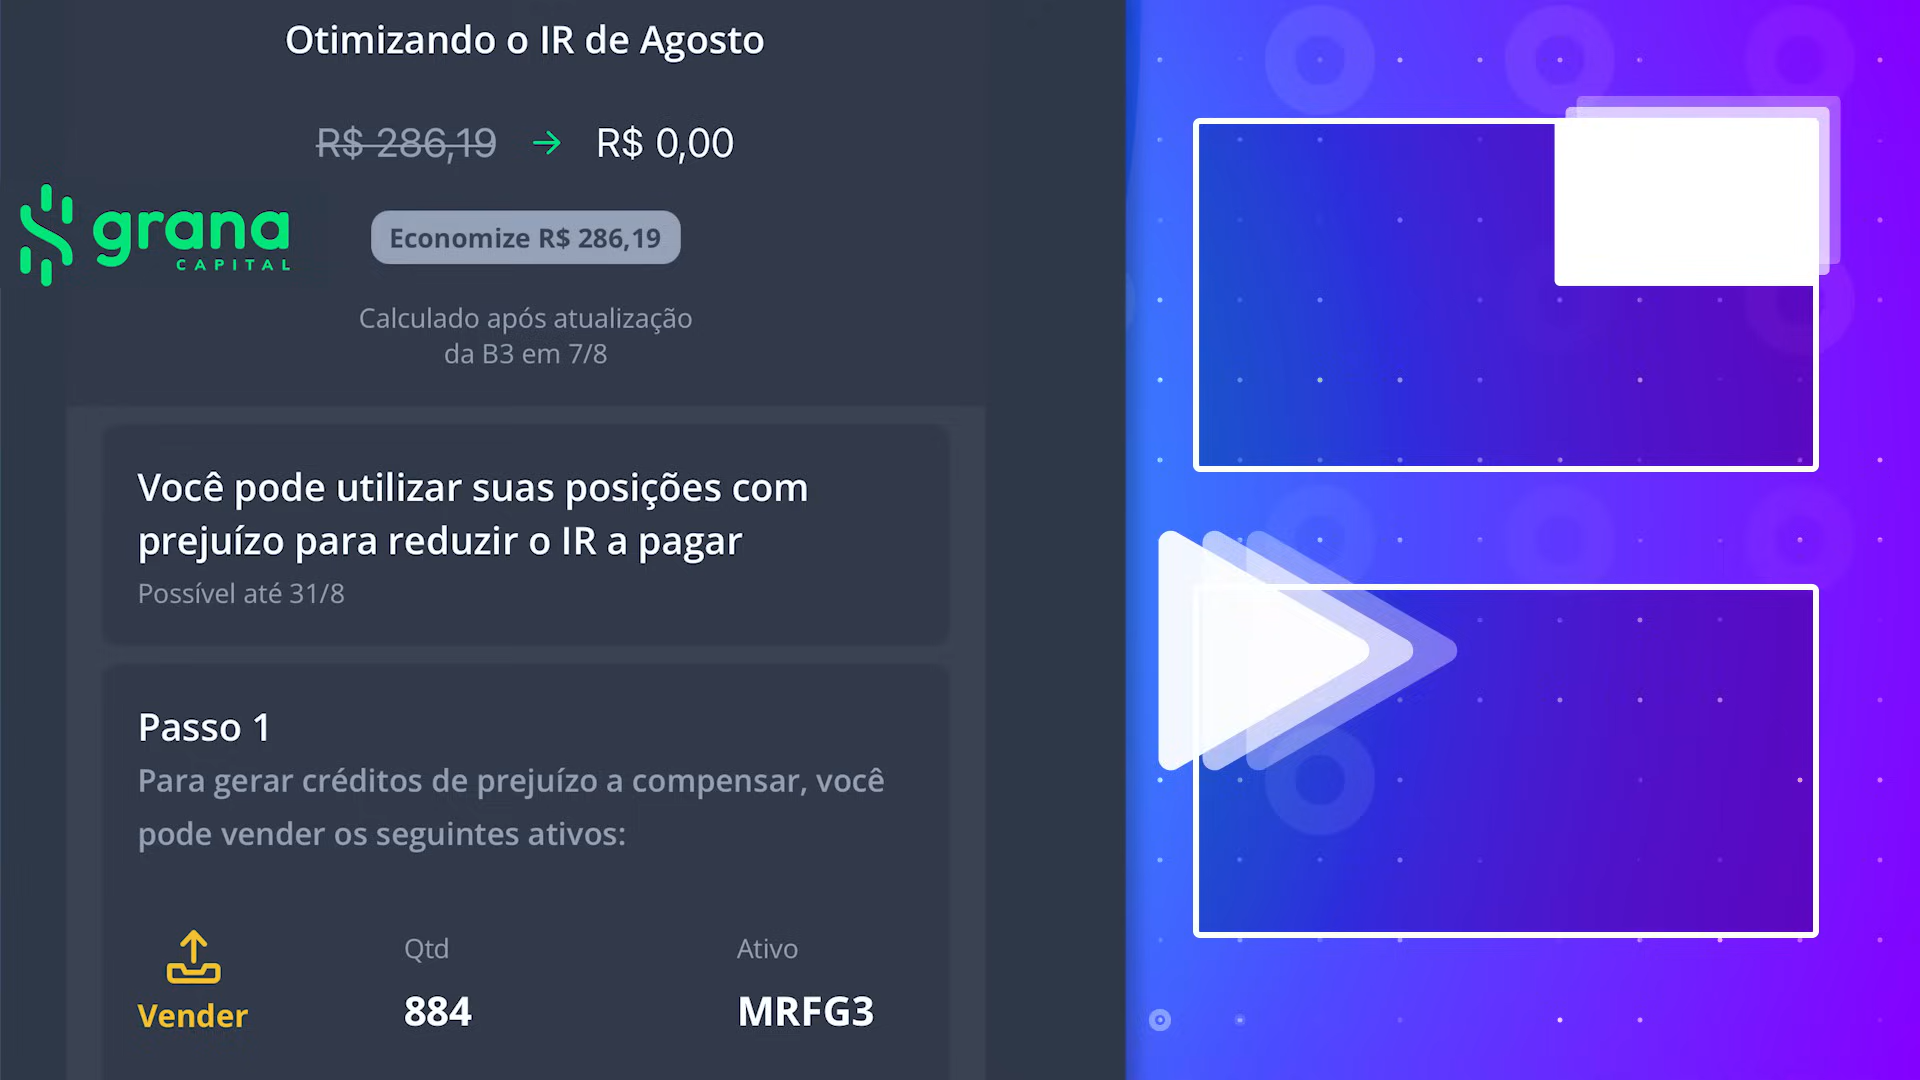 Otimizando o IR de Agosto
R$ 286,19 → R$ 0,00
grana
CAPITAL
Economize R$ 286,19
Calculado após atualização
da B3 em 7/8
Você pode utilizar suas posições com
prejuízo para reduzir o IR a pagar
Possível até 31/8
Passo 1
Para gerar créditos de prejuízo a compensar, você
pode vender os seguintes ativos:
Qtd Ativo
Vender 884 MRFG3